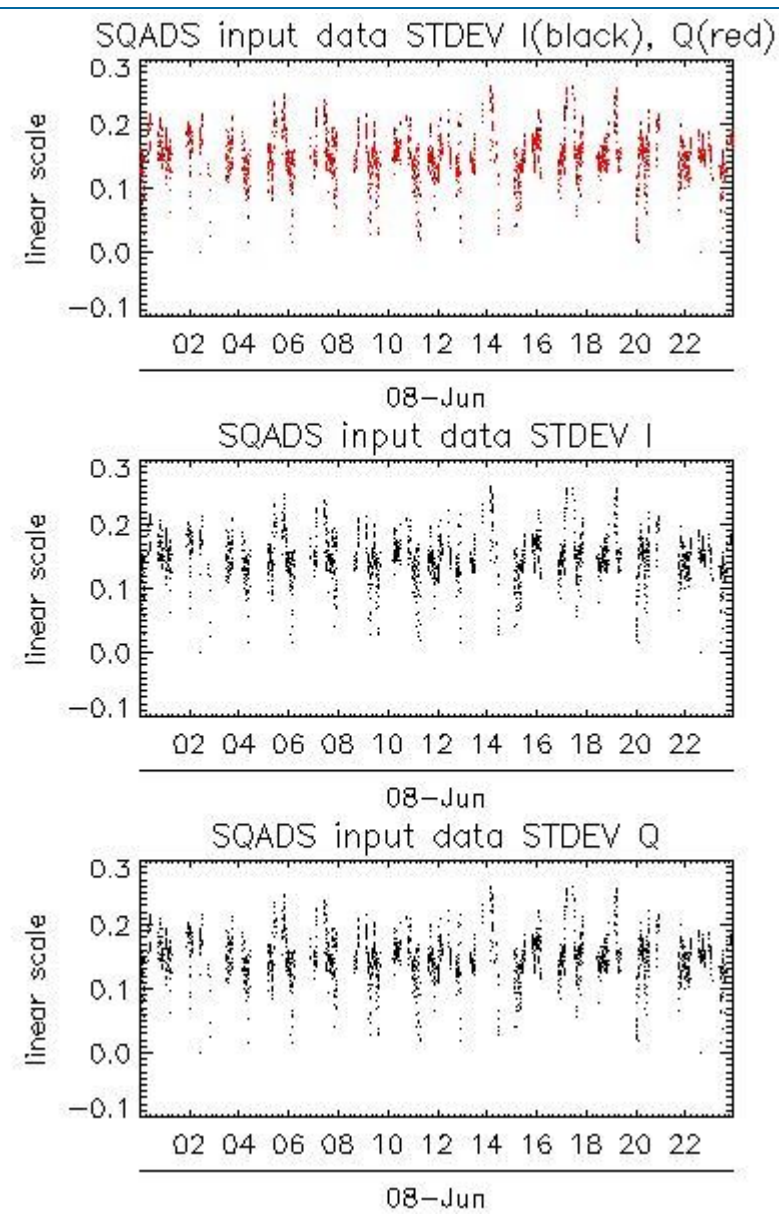 SQADS input data STDEV I(black), Q(red)
0.3
0.2
0.1
0.0
−0.1
linear scale
02 04 06 08 10 12 14 16 18 20 22
08−Jun
SQADS input data STDEV I
0.3
0.2
0.1
0.0
−0.1
linear scale
02 04 06 08 10 12 14 16 18 20 22
08−Jun
SQADS input data STDEV Q
0.3
0.2
0.1
0.0
−0.1
linear scale
02 04 06 08 10 12 14 16 18 20 22
08−Jun